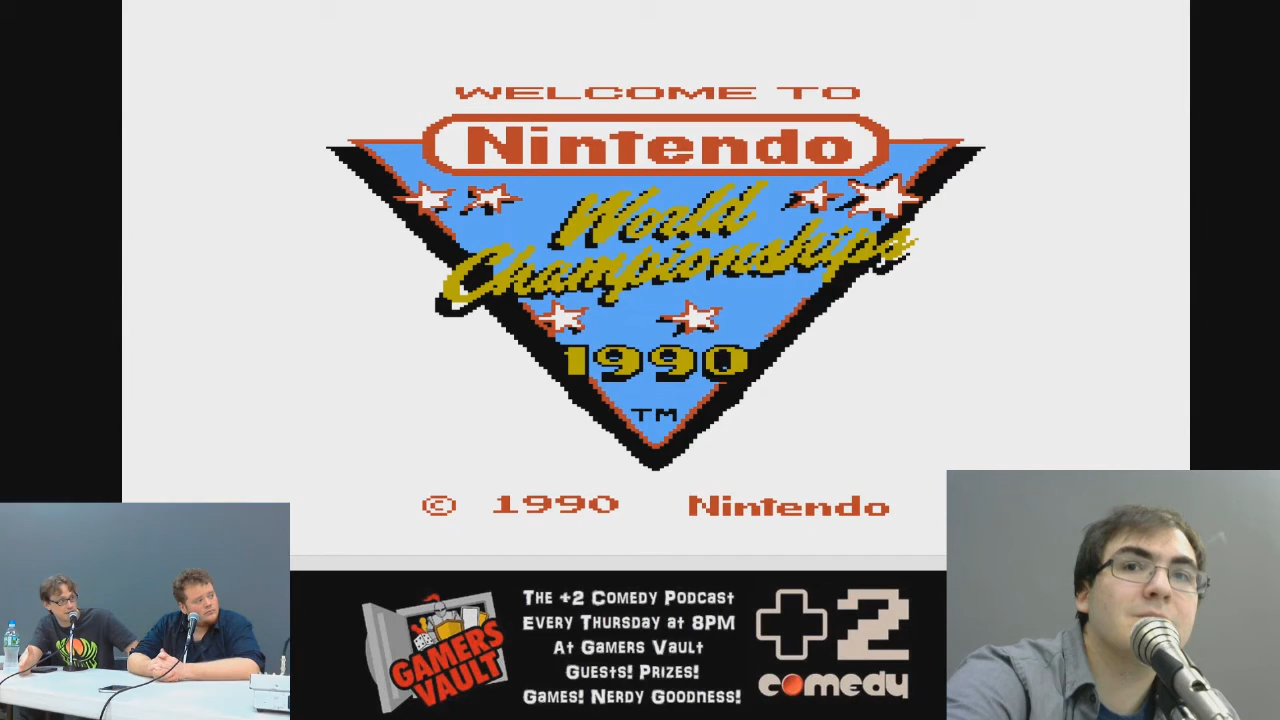 WELCOME TO
Nintendo
World
Championships
1990
TM
© 1990 Nintendo
GAMERS
VAULT
The +2 Comedy Podcast
Every Thursday at 8PM
At Gamers Vault
Guests! Prizes!
Games! Nerdy Goodness!
+2
comedy